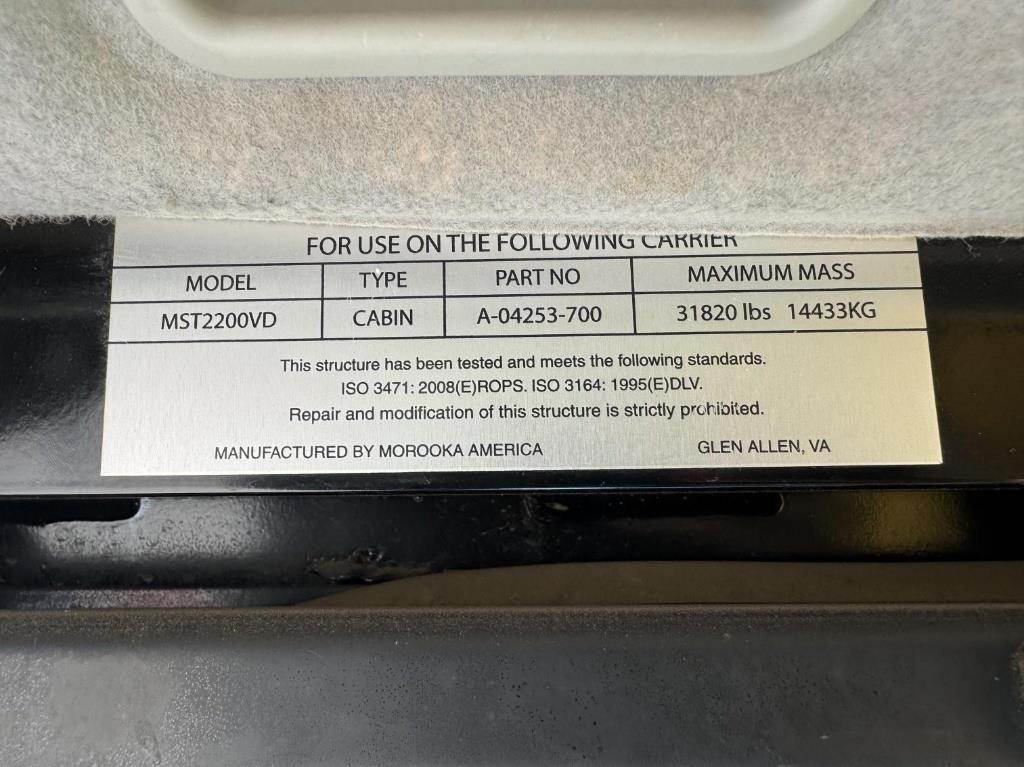 FOR USE ON THE FOLLOWING CARRIER
MODEL TYPE PART NO MAXIMUM MASS
MST2200VD CABIN A-04253-700 31820 lbs 14433KG
This structure has been tested and meets the following standards.
ISO 3471: 2008(E)ROPS. ISO 3164: 1995(E)DLV.
Repair and modification of this structure is strictly prohibited.
MANUFACTURED BY MOROOKA AMERICA GLEN ALLEN, VA